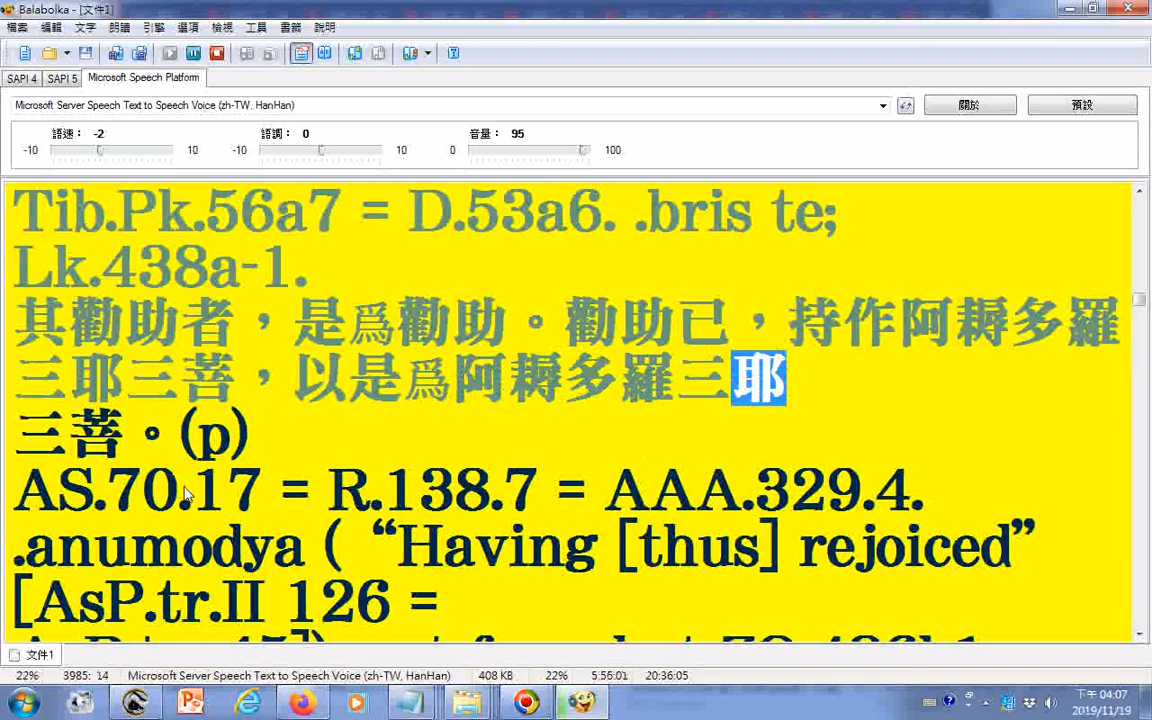 Balabolka - [文件1]
檔案 編輯 文字 朗讀 引擎 選項 檢視 工具 書籤 說明
SAPI 4 SAPI 5 Microsoft Speech Platform
Microsoft Server Speech Text to Speech Voice (zh-TW, HanHan)
關於 預設
語速： -2 語調： 0 音量： 95
-10 10 -10 10 0 100
Tib.Pk.56a7 = D.53a6. .bris te;
Lk.438a-1.
其勸助者，是爲勸助。勸助已，持作阿耨多羅
三耶三菩，以是爲阿耨多羅三耶
三菩。(p)
AS.70.17 = R.138.7 = AAA.329.4.
.anumodya (“Having [thus] rejoiced”
[AsP.tr.II 126 =
文件1
22% 3985: 14 Microsoft Server Speech Text to Speech Voice (zh-TW, HanHan) 408 KB 22% 5:55:01 20:36:05
下午 04:07
2019/11/19